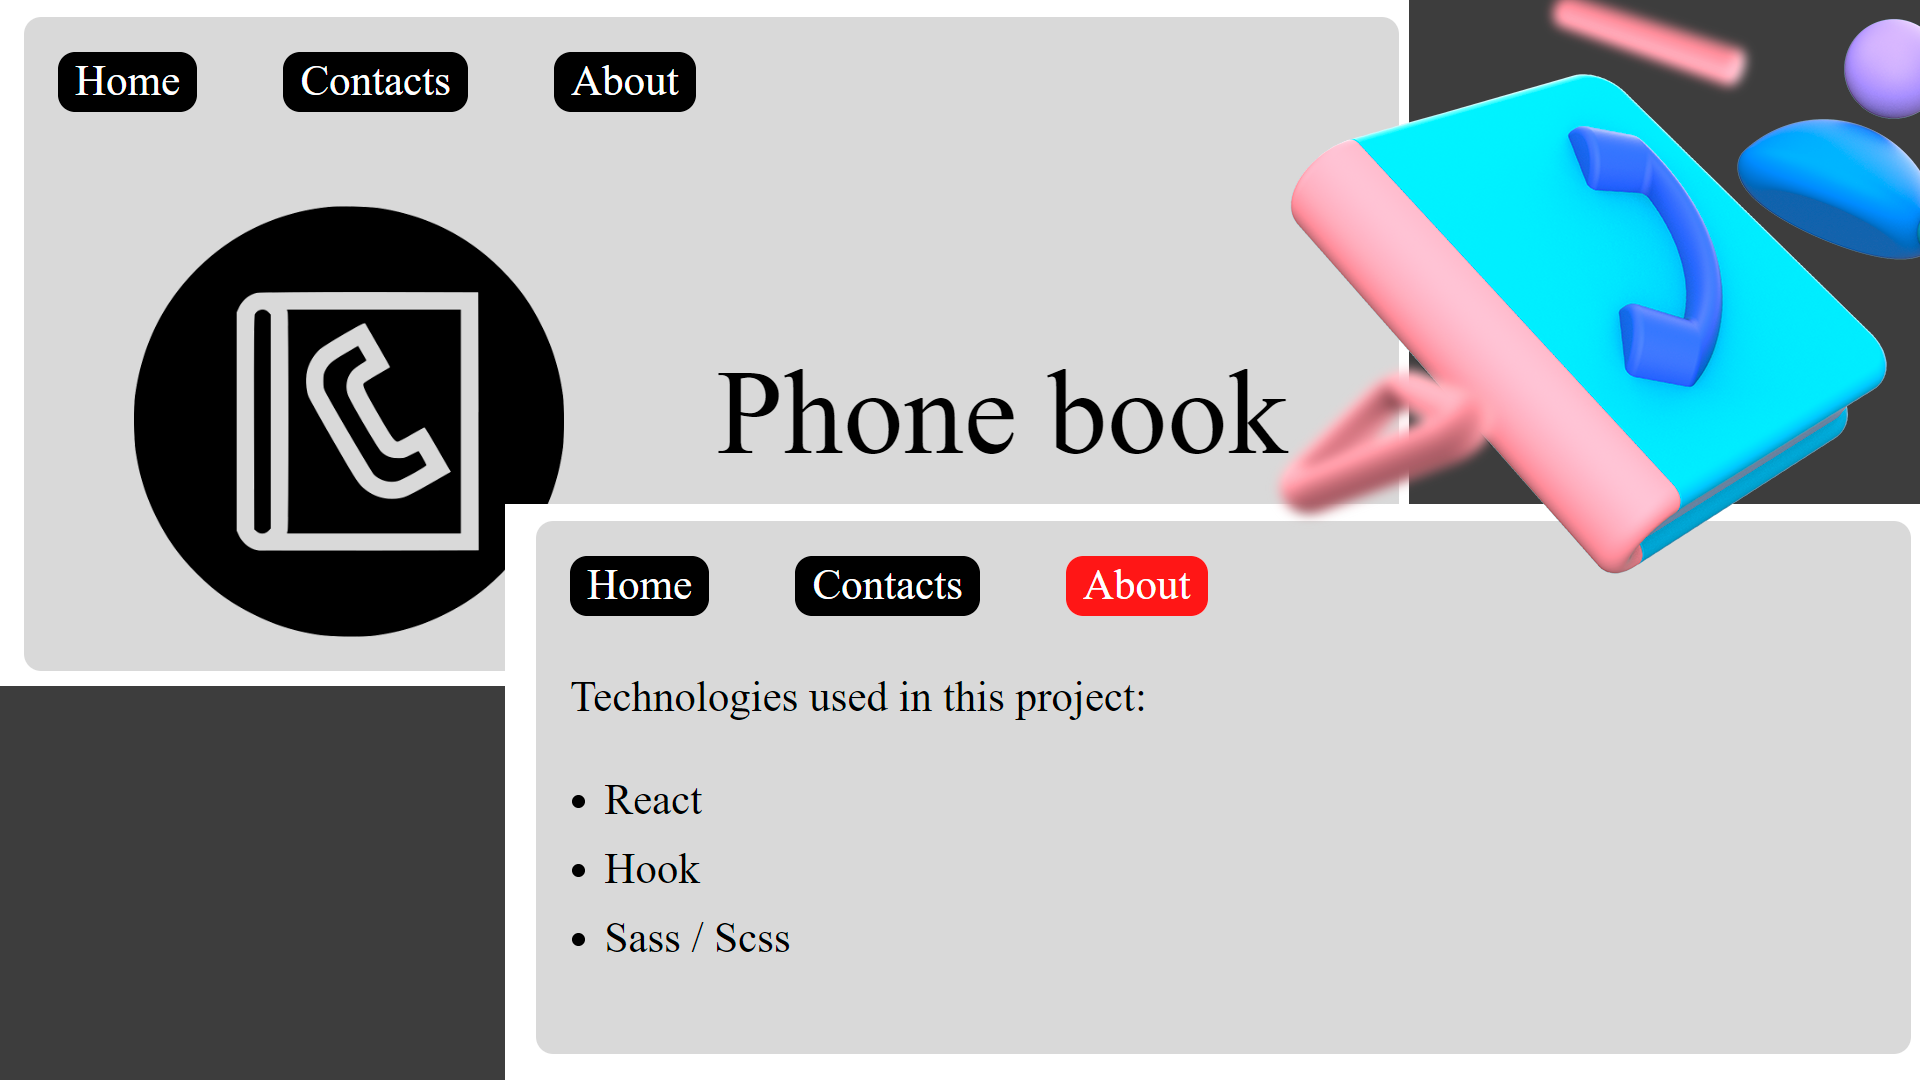 Home
Contacts
About
Phone book
Home
Contacts
About
Technologies used in this project:
• React
• Hook
• Sass / Scss